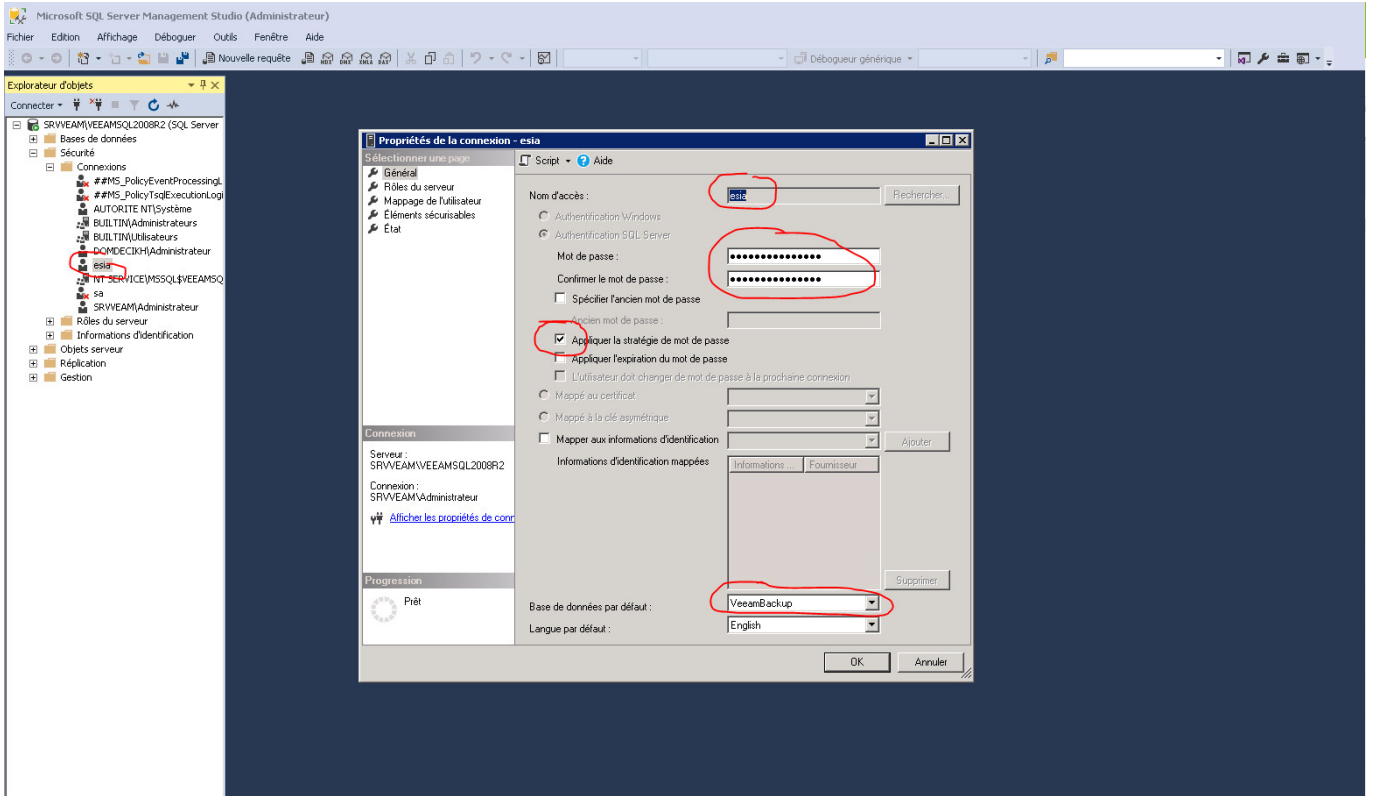 Microsoft SQL Server Management Studio (Administrateur)
Fichier Edition Affichage Déboguer Outils Fenêtre Aide
Nouvelle requête MDX DMX XMLA DAX Débogueur générique
Explorateur d'objets
Connecter
SRVVEAM\VEEAMSQL2008R2 (SQL Server
Bases de données
Sécurité
Connexions
##MS_PolicyEventProcessingL
##MS_PolicyTsqlExecutionLogi
AUTORITE NT\Système
BUILTIN\Administrateurs
BUILTIN\Utilisateurs
DOMDECIKH\Administrateur
esia
NT SERVICE\MSSQL$VEEAMSQ
sa
SRVVEAM\Administrateur
Rôles du serveur
Informations d'identification
Objets serveur
Réplication
Gestion
Propriétés de la connexion - esia
Sélectionner une page
Général
Rôles du serveur
Mappage de l'utilisateur
Éléments sécurisables
État
Connexion
Serveur :
SRVVEAM\VEEAMSQL2008R2
Connexion :
SRVVEAM\Administrateur
Afficher les propriétés de conn
Progression
Prêt
Script Aide
Nom d'accès : esia Rechercher...
Authentification Windows
Authentification SQL Server
Mot de passe : ●●●●●●●●●●●●●●●
Confirmer le mot de passe : ●●●●●●●●●●●●●●●
Spécifier l'ancien mot de passe
Ancien mot de passe :
Appliquer la stratégie de mot de passe
Appliquer l'expiration du mot de passe
L'utilisateur doit changer de mot de passe à la prochaine connexion
Mappé au certificat
Mappé à la clé asymétrique
Mapper aux informations d'identification Ajouter
Informations d'identification mappées Informations ... Fournisseur
Supprimer
Base de données par défaut : VeeamBackup
Langue par défaut : English
OK Annuler